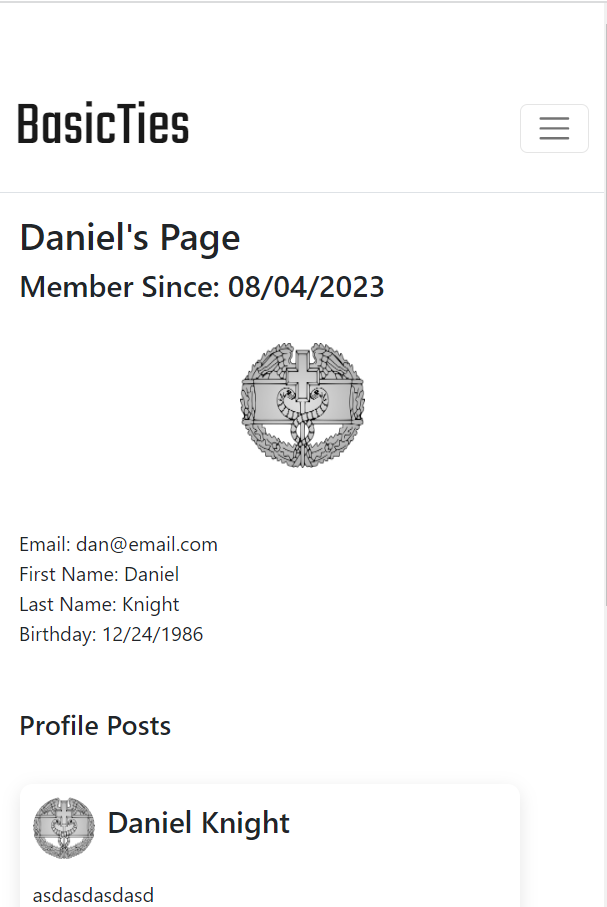 BasicTies
Daniel's Page
Member Since: 08/04/2023
Email: dan@email.com
First Name: Daniel
Last Name: Knight
Birthday: 12/24/1986
Profile Posts
Daniel Knight
asdasdasdasd